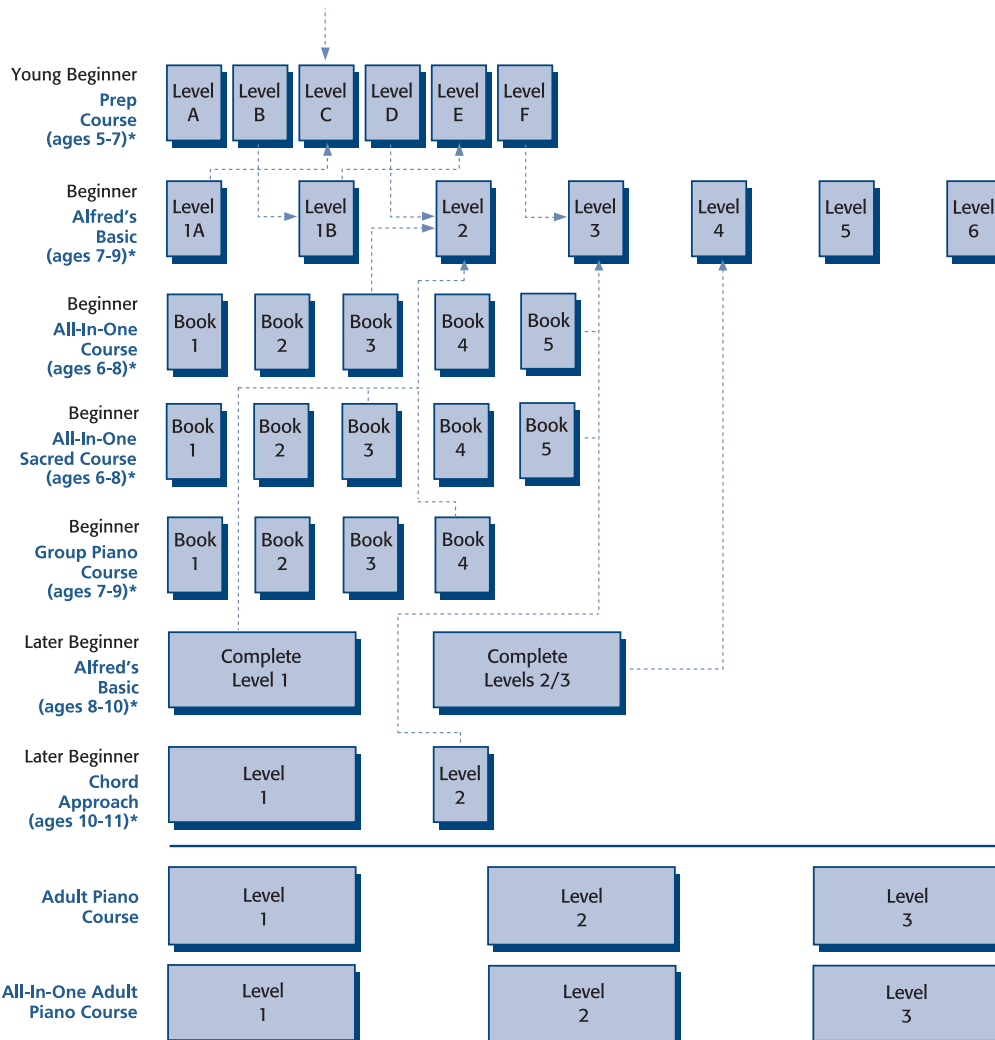 Young Beginner
Prep
Course
(ages 5-7)*
Level
A
Level
B
Level
C
Level
D
Level
E
Level
F
Beginner
Alfred's
Basic
(ages 7-9)*
Level
1A
Level
1B
Level
2
Level
3
Level
4
Level
5
Level
6
Beginner
All-In-One
Course
(ages 6-8)*
Book
1
Book
2
Book
3
Book
4
Book
5
Beginner
All-In-One
Sacred Course
(ages 6-8)*
Book
1
Book
2
Book
3
Book
4
Book
5
Beginner
Group Piano
Course
(ages 7-9)*
Book
1
Book
2
Book
3
Book
4
Later Beginner
Alfred's
Basic
(ages 8-10)*
Complete
Level 1
Complete
Levels 2/3
Later Beginner
Chord
Approach
(ages 10-11)*
Level
1
Level
2
Adult Piano
Course
Level
1
Level
2
Level
3
All-In-One Adult
Piano Course
Level
1
Level
2
Level
3